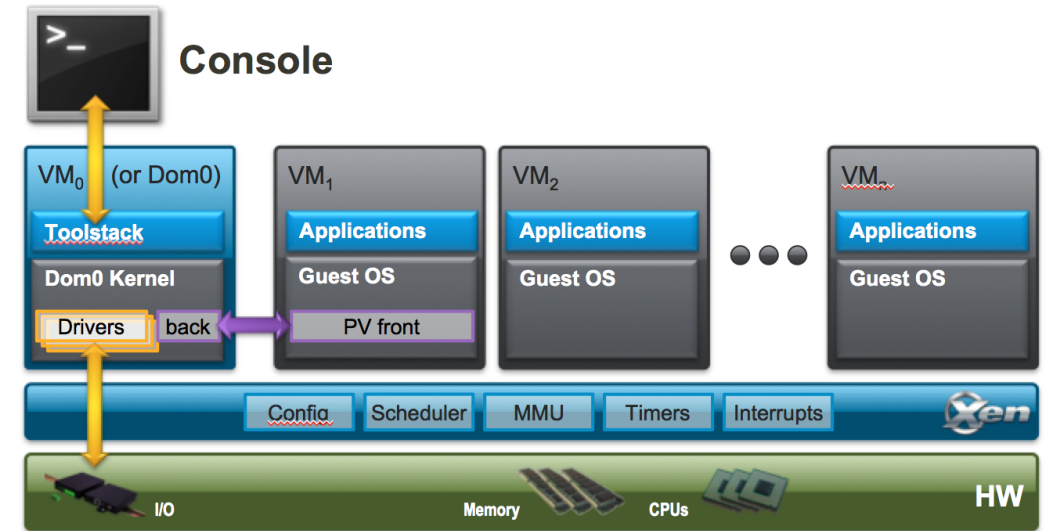 >_
Console
VM0 (or Dom0)
Toolstack
Dom0 Kernel
Drivers
back
VM1
Applications
Guest OS
PV front
VM2
Applications
Guest OS
VMn
Applications
Guest OS
Config
Scheduler
MMU
Timers
Interrupts
Xen
I/O
Memory
CPUs
HW